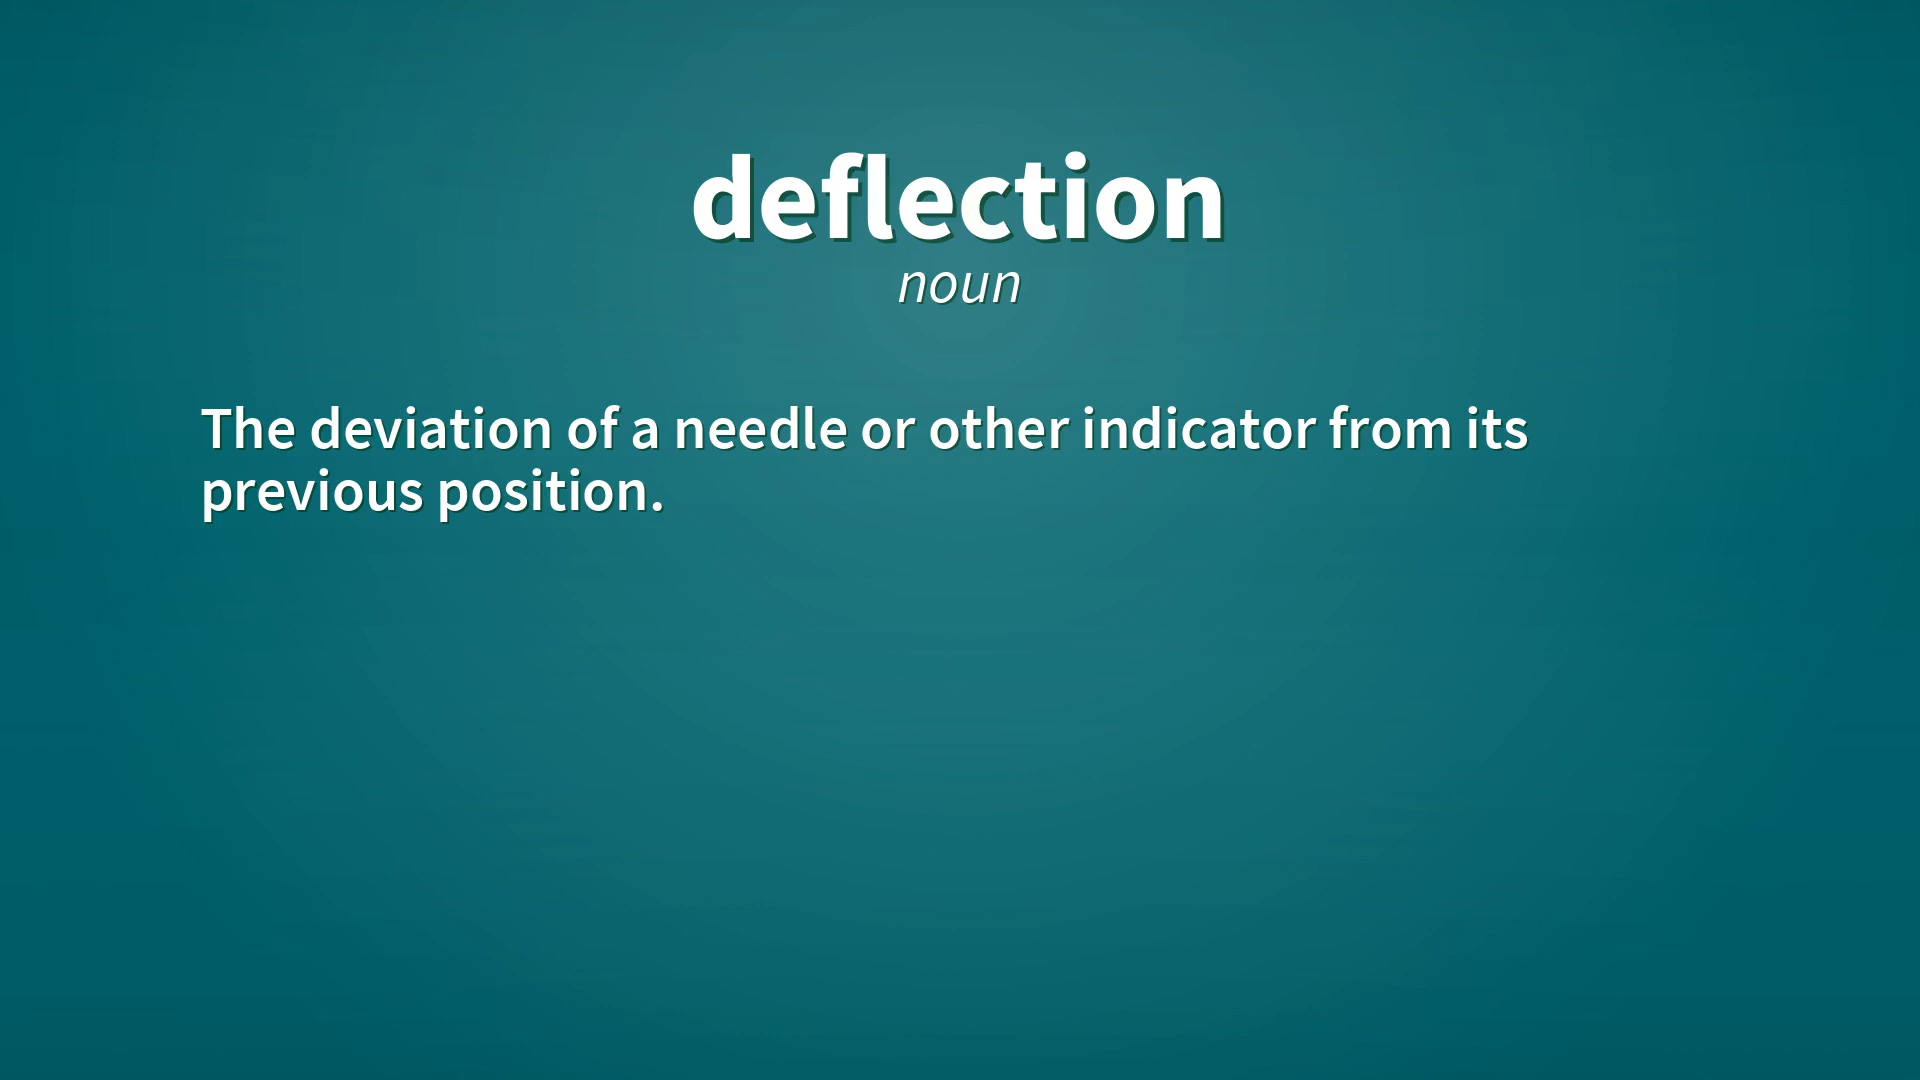 deflection
noun
The deviation of a needle or other indicator from its
previous position.